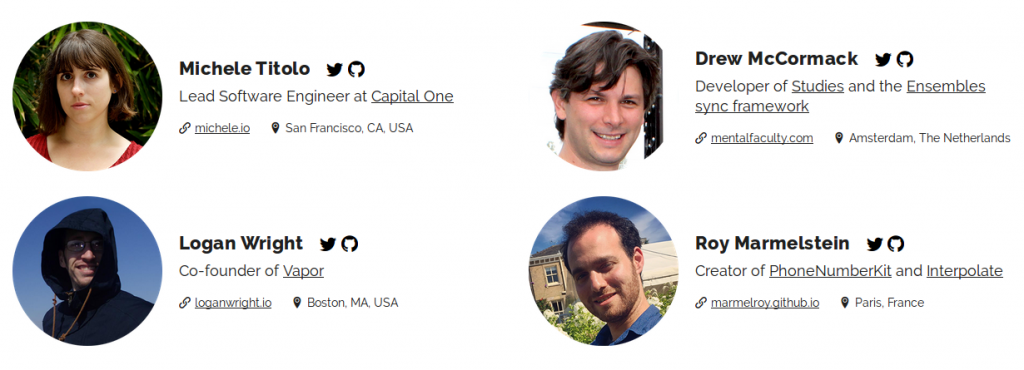 Michele Titolo
Lead Software Engineer at Capital One
michele.io San Francisco, CA, USA
Drew McCormack
Developer of Studies and the Ensembles
sync framework
mentalfaculty.com Amsterdam, The Netherlands
Logan Wright
Co-founder of Vapor
loganwright.io Boston, MA, USA
Roy Marmelstein
Creator of PhoneNumberKit and Interpolate
marmelroy.github.io Paris, France